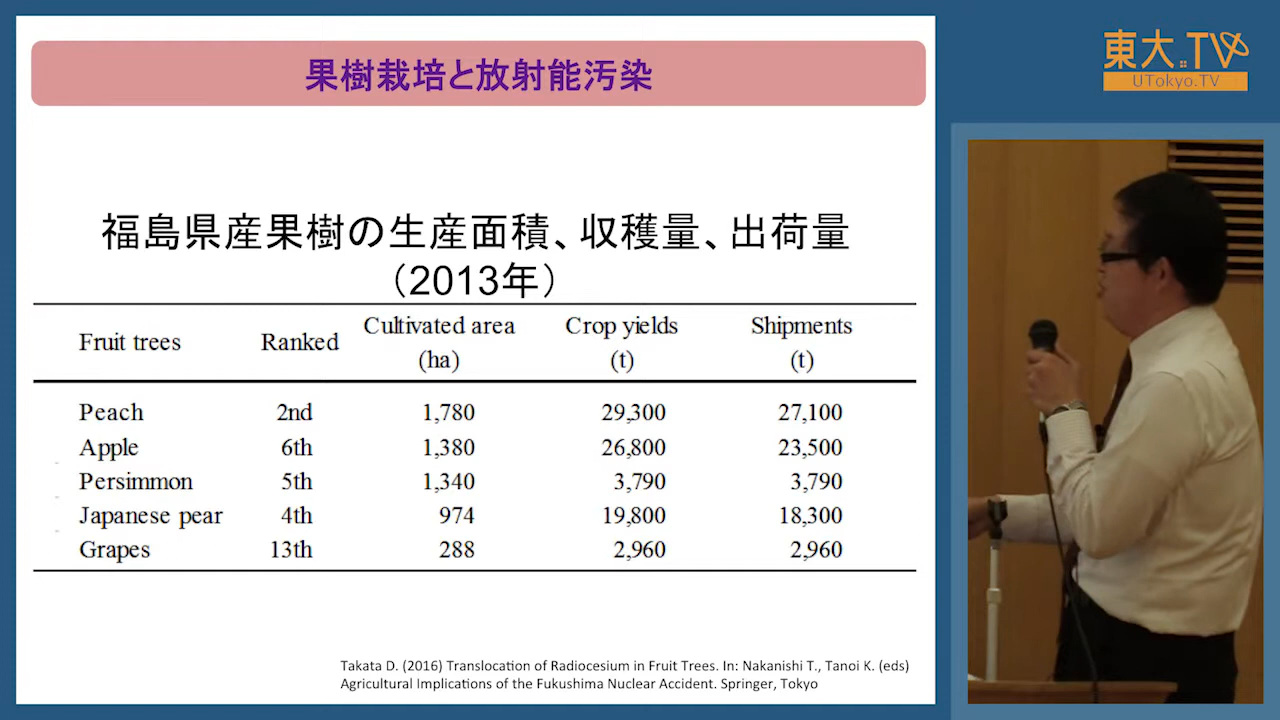 果樹栽培と放射能汚染
東大.TV
UTokyo.TV
福島県産果樹の生産面積、収穫量、出荷量
（2013年）
Fruit trees Ranked Cultivated area (ha) Crop yields (t) Shipments (t)
Peach 2nd 1,780 29,300 27,100
Apple 6th 1,380 26,800 23,500
Persimmon 5th 1,340 3,790 3,790
Japanese pear 4th 974 19,800 18,300
Grapes 13th 288 2,960 2,960
Takata D. (2016) Translocation of Radiocesium in Fruit Trees. In: Nakanishi T., Tanoi K. (eds)
Agricultural Implications of the Fukushima Nuclear Accident. Springer, Tokyo